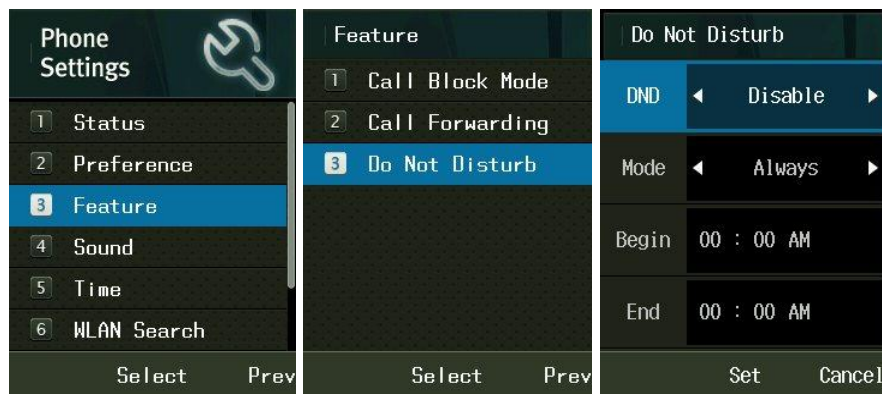 Phone
Settings
1 Status
2 Preference
3 Feature
4 Sound
5 Time
6 WLAN Search
Select Prev
Feature
1 Call Block Mode
2 Call Forwarding
3 Do Not Disturb
Select Prev
Do Not Disturb
DND Disable
Mode Always
Begin 00 : 00 AM
End 00 : 00 AM
Set Cancel